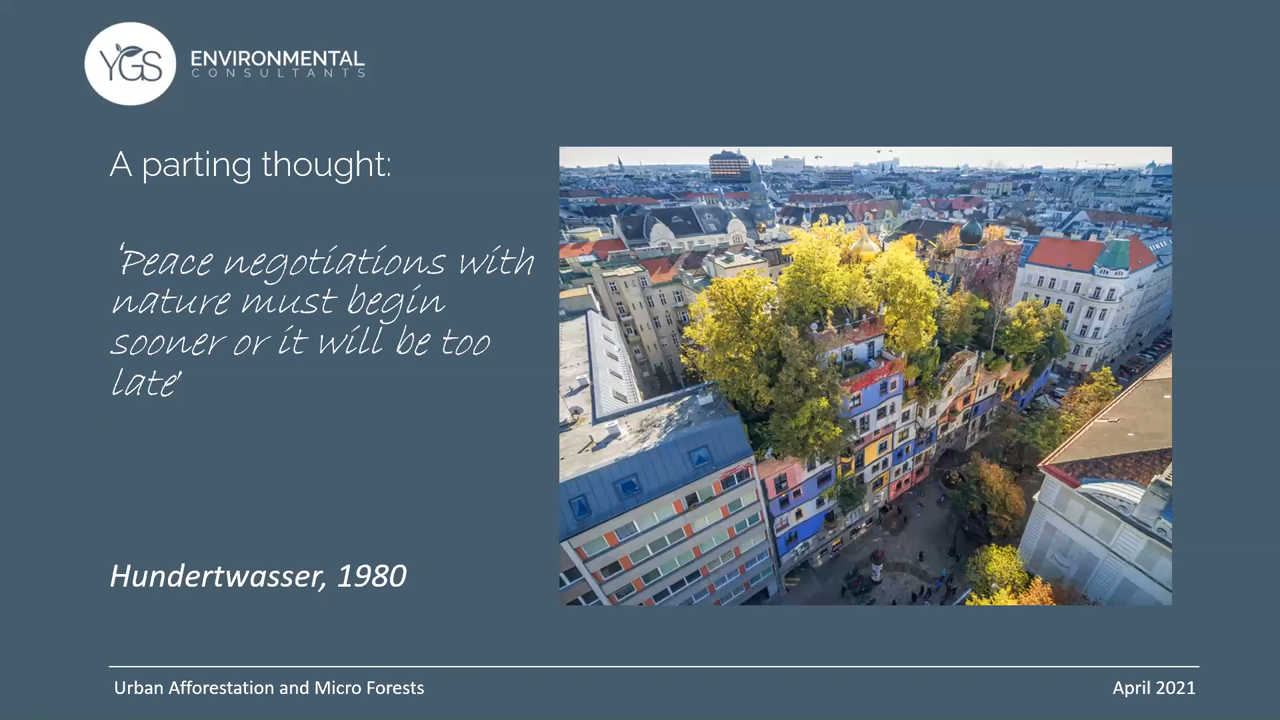 YGS
ENVIRONMENTAL
CONSULTANTS
A parting thought:
'Peace negotiations with
nature must begin
sooner or it will be too
late'
Hundertwasser, 1980
Urban Afforestation and Micro Forests
April 2021